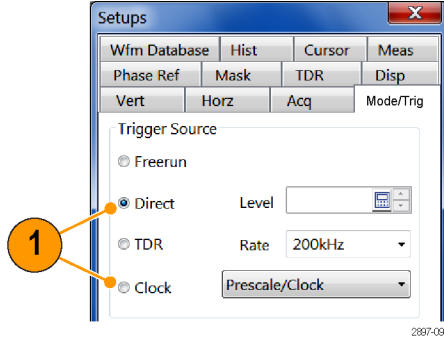 Setups
Wfm Database Hist Cursor Meas
Phase Ref Mask TDR Disp
Vert Horz Acq Mode/Trig
Trigger Source
Freerun
Direct Level
TDR Rate 200kHz
Clock Prescale/Clock
1
2897-09